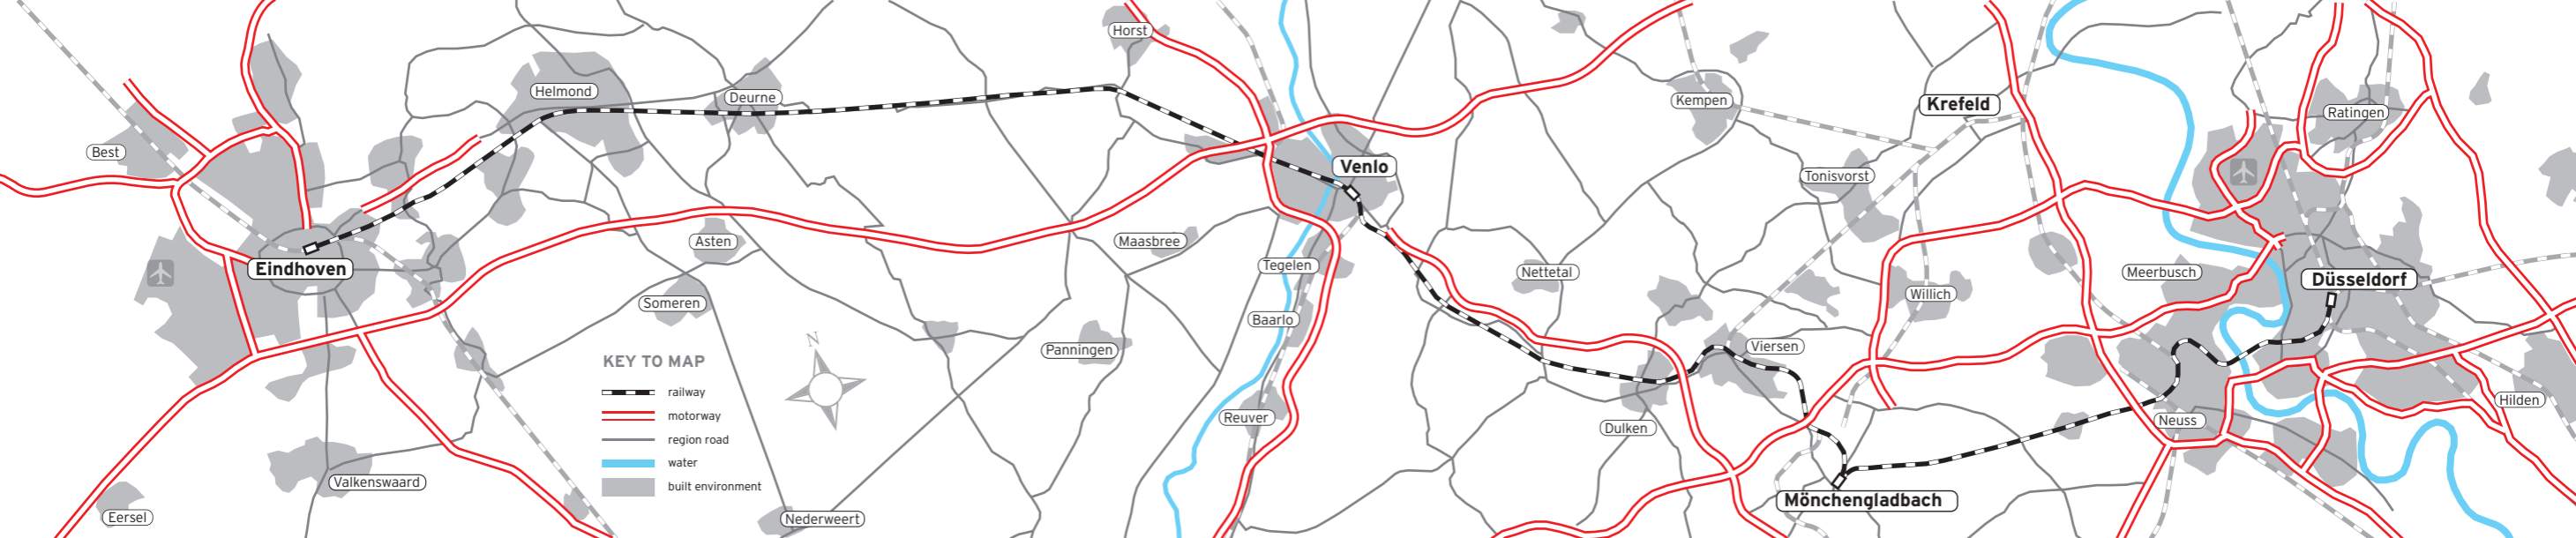 Horst
Helmond
Deurne
Kempen
Krefeld
Ratingen
Best
Venlo
Tonisvorst
Asten
Maasbree
Eindhoven
Tegelen
Nettetal
Meerbusch
Düsseldorf
Someren
Willich
Baarlo
Panningen
Viersen
N
KEY TO MAP
railway
motorway
region road
water
built environment
Reuver
Dulken
Neuss
Hilden
Valkenswaard
Mönchengladbach
Eersel
Nederweert